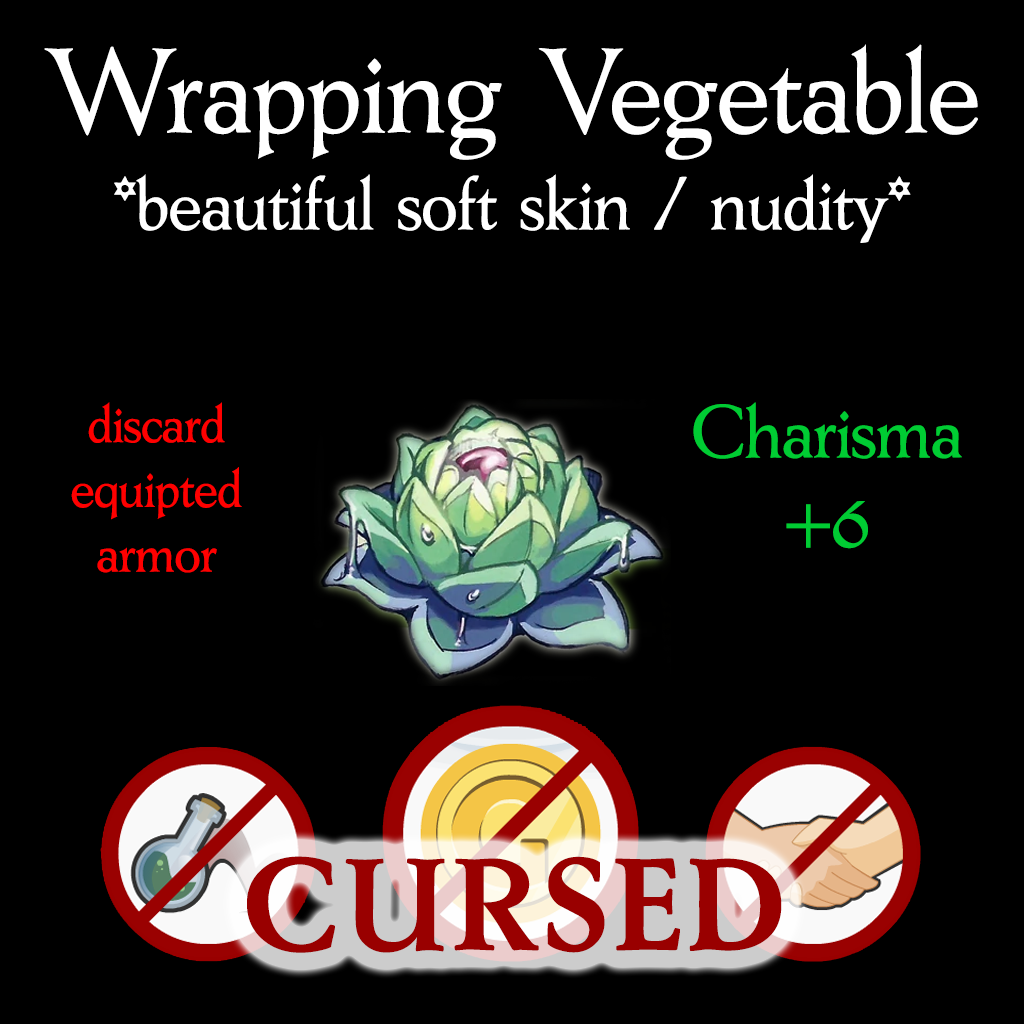 Wrapping Vegetable
*beautiful soft skin / nudity*
discard
equipted
armor
Charisma
+6
CURSED